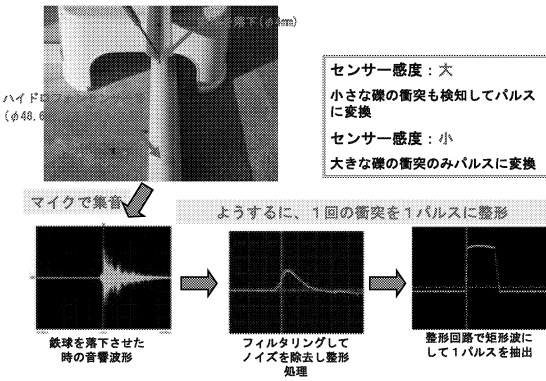 落下(φ mm)
ハイドロ
(φ48.6
センサー感度：大
小さな礫の衝突も検知してパルス
に変換
センサー感度：小
大きな礫の衝突のみパルスに変換
マイクで集音
ようするに、１回の衝突を１パルスに整形
鉄球を落下させた
時の音響波形
フィルタリングして
ノイズを除去し整形
処理
整形回路で矩形波に
して１パルスを抽出